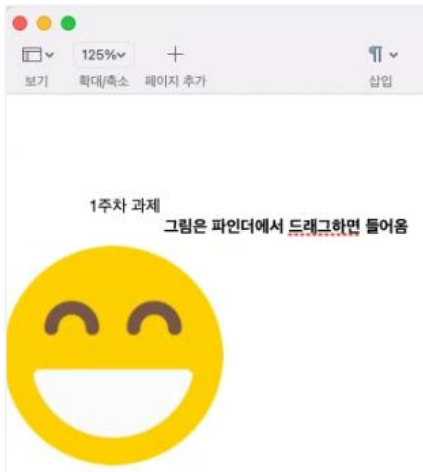 125%
보기
확대/축소
페이지 추가
삽입
1주차 과제
그림은 파인더에서 드래그하면 들어옴